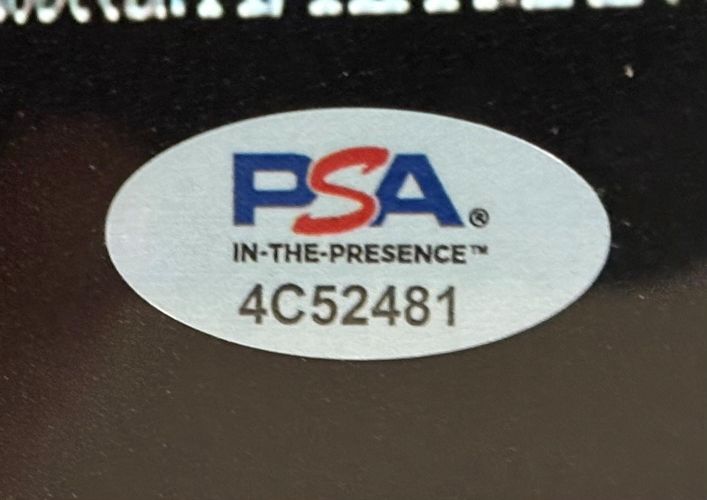 PSA®
IN-THE-PRESENCE™
4C52481